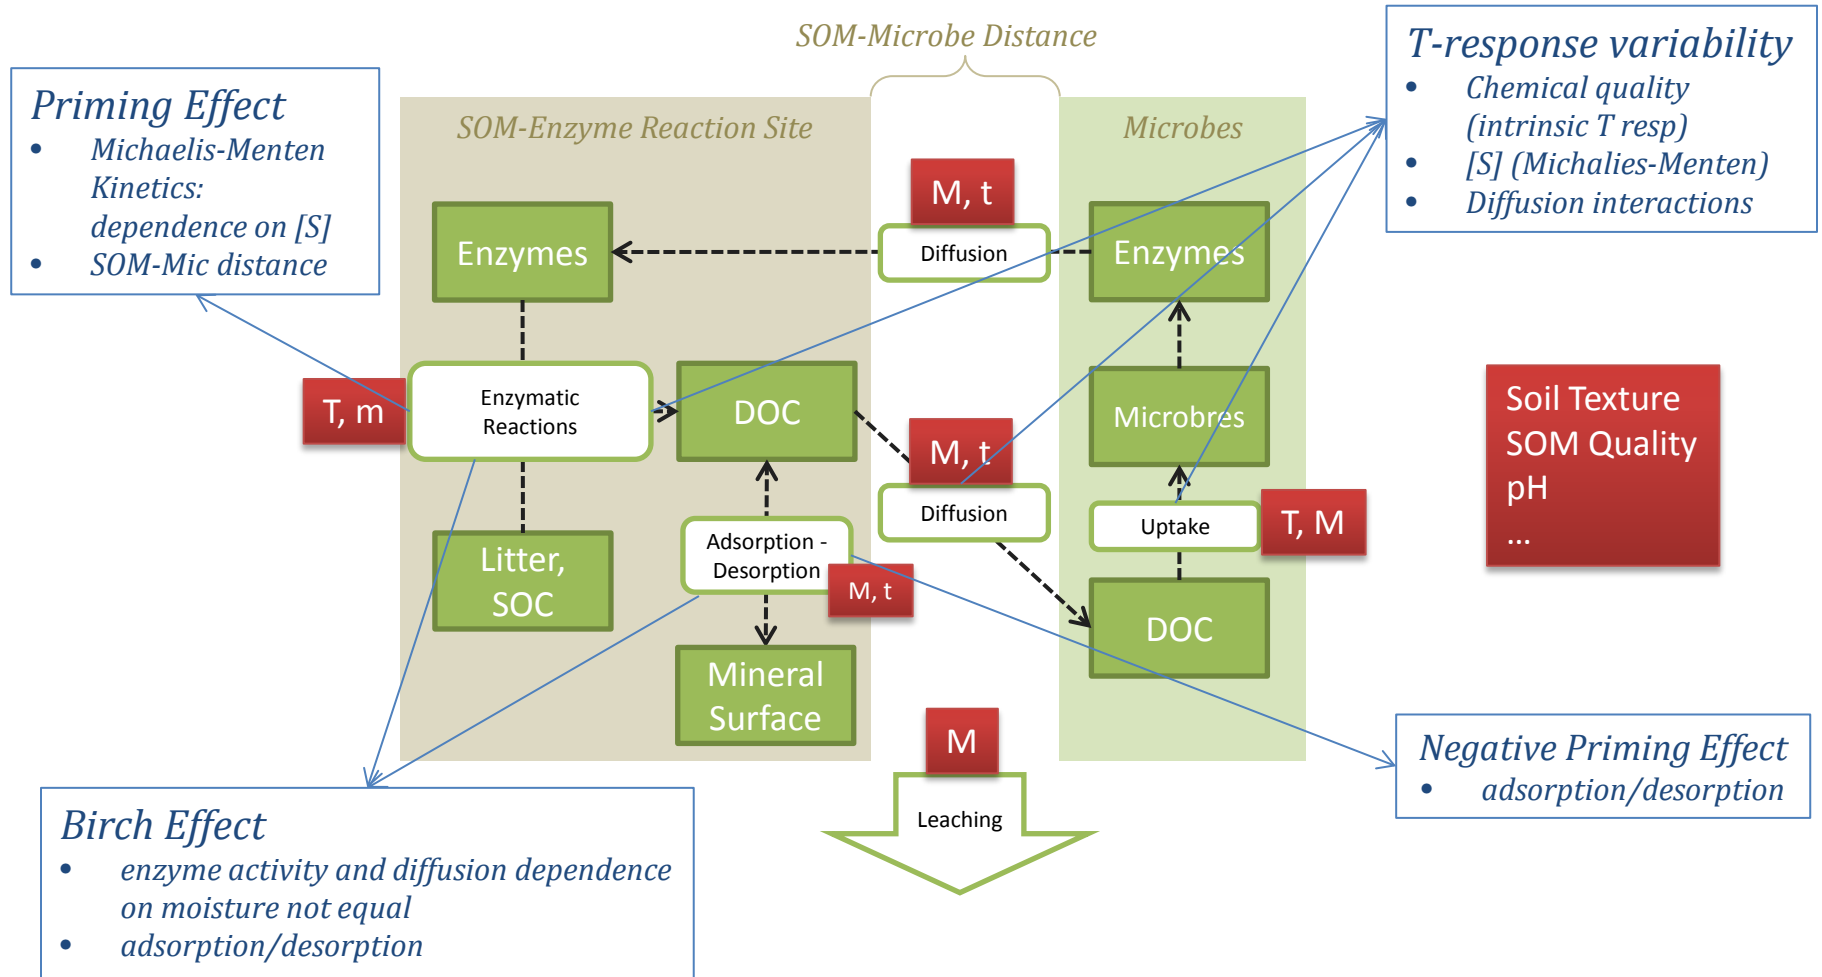 SOM-Microbe Distance
Priming Effect
• Michaelis-Menten
Kinetics:
dependence on [S]
• SOM-Mic distance
T-response variability
• Chemical quality
(intrinsic T resp)
• [S] (Michalies-Menten)
• Diffusion interactions
SOM-Enzyme Reaction Site
Microbes
M, t
Enzymes
Diffusion
Enzymes
T, m
Enzymatic
Reactions
DOC
M, t
Microbres
Soil Texture
SOM Quality
pH
...
Diffusion
Uptake
T, M
Litter,
SOC
Adsorption -
Desorption
M, t
DOC
Mineral
Surface
M
Leaching
Negative Priming Effect
• adsorption/desorption
Birch Effect
• enzyme activity and diffusion dependence
on moisture not equal
• adsorption/desorption